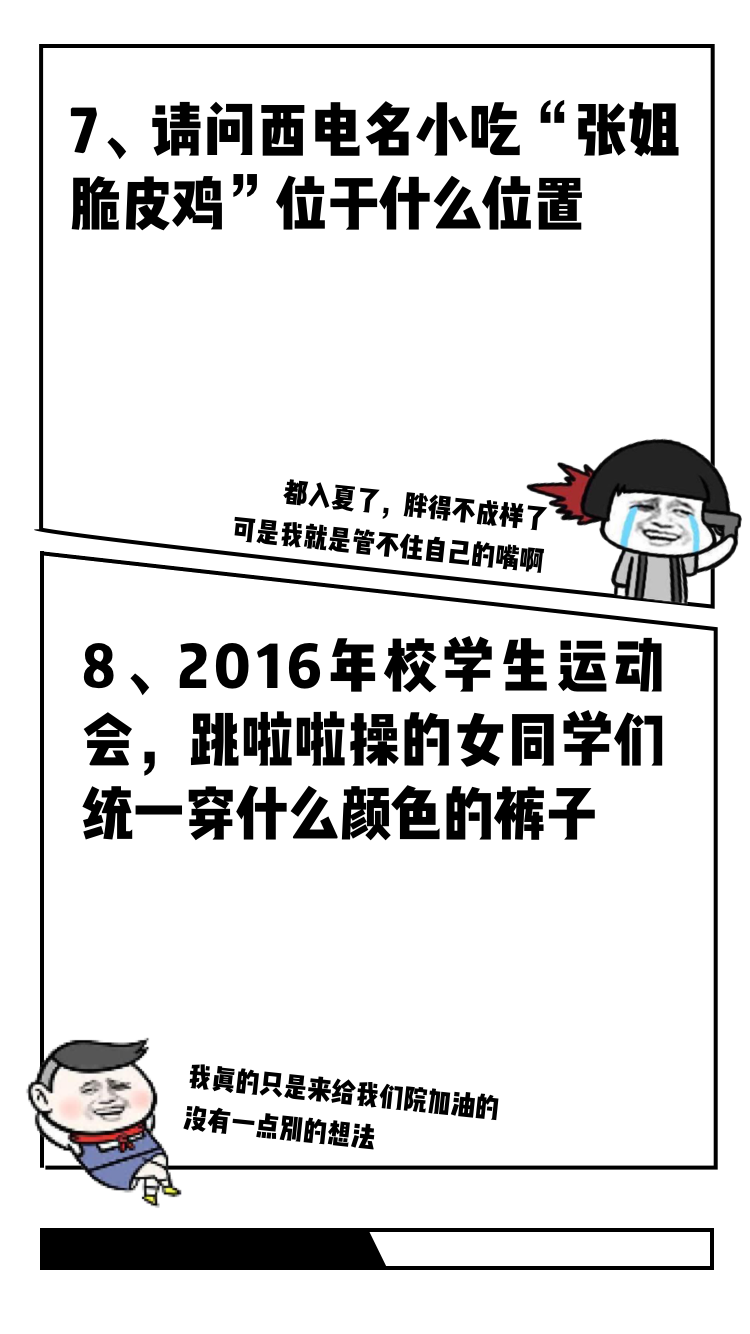 7、请问西电名小吃“张姐
脆皮鸡”位于什么位置
都入夏了，胖得不成样了
可是我就是管不住自己的嘴啊
8、2016年校学生运动
会，跳啦啦操的女同学们
统一穿什么颜色的裤子
我真的只是来给我们院加油的
没有一点别的想法